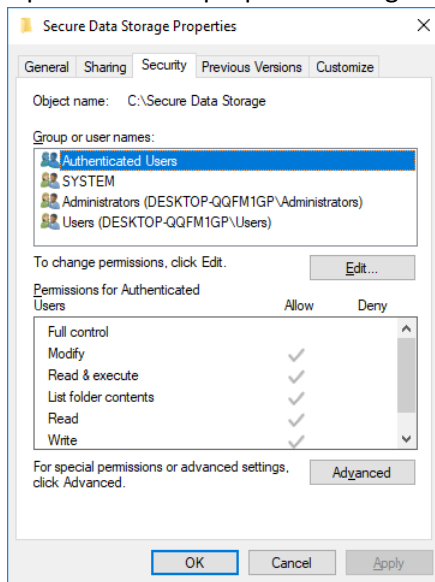 Secure Data Storage Properties
General Sharing Security Previous Versions Customize
Object name: C:\Secure Data Storage
Group or user names:
Authenticated Users
SYSTEM
Administrators (DESKTOP-QQFM1GP\Administrators)
Users (DESKTOP-QQFM1GP\Users)
To change permissions, click Edit.
Edit...
Permissions for Authenticated
Users Allow Deny
Full control
Modify
Read & execute
List folder contents
Read
Write
For special permissions or advanced settings,
click Advanced.
Advanced
OK Cancel Apply